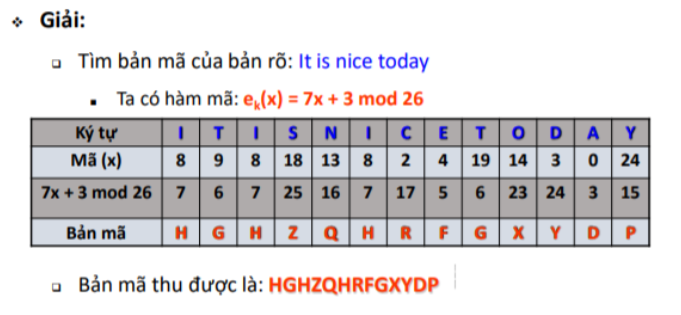 ❖ Giải:
❑ Tìm bản mã của bản rõ: It is nice today
▪ Ta có hàm mã: eₖ(x) = 7x + 3 mod 26
Ký tự I T I S N I C E T O D A Y
Mã (x) 8 9 8 18 13 8 2 4 19 14 3 0 24
7x + 3 mod 26 7 6 7 25 16 7 17 5 6 23 24 3 15
Bản mã H G H Z Q H R F G X Y D P
❑ Bản mã thu được là: HGHZQHRFGXYDP